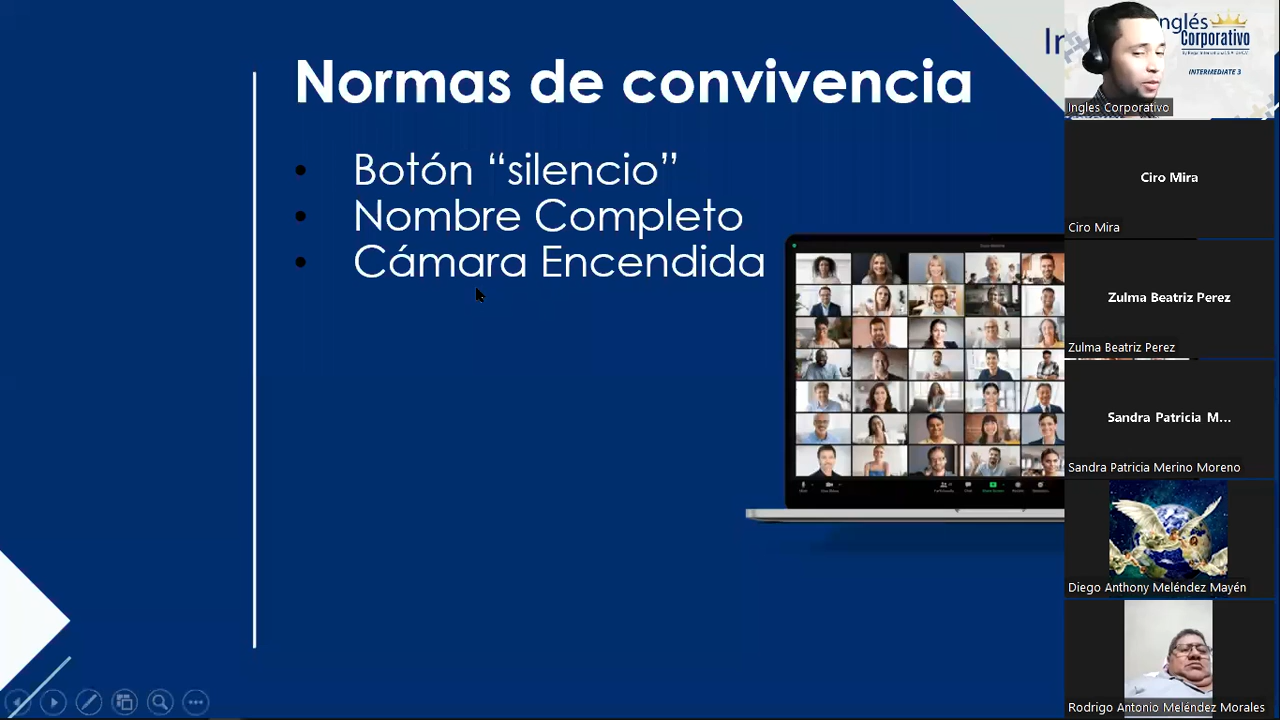 Normas de convivencia
• Botón “silencio”
• Nombre Completo
• Cámara Encendida
Inglés
Corporativo
INTERMEDIATE 3
Ingles Corporativo
Ciro Mira
Ciro Mira
Zulma Beatriz Perez
Zulma Beatriz Perez
Sandra Patricia M...
Sandra Patricia Merino Moreno
Diego Anthony Meléndez Mayén
Rodrigo Antonio Meléndez Morales